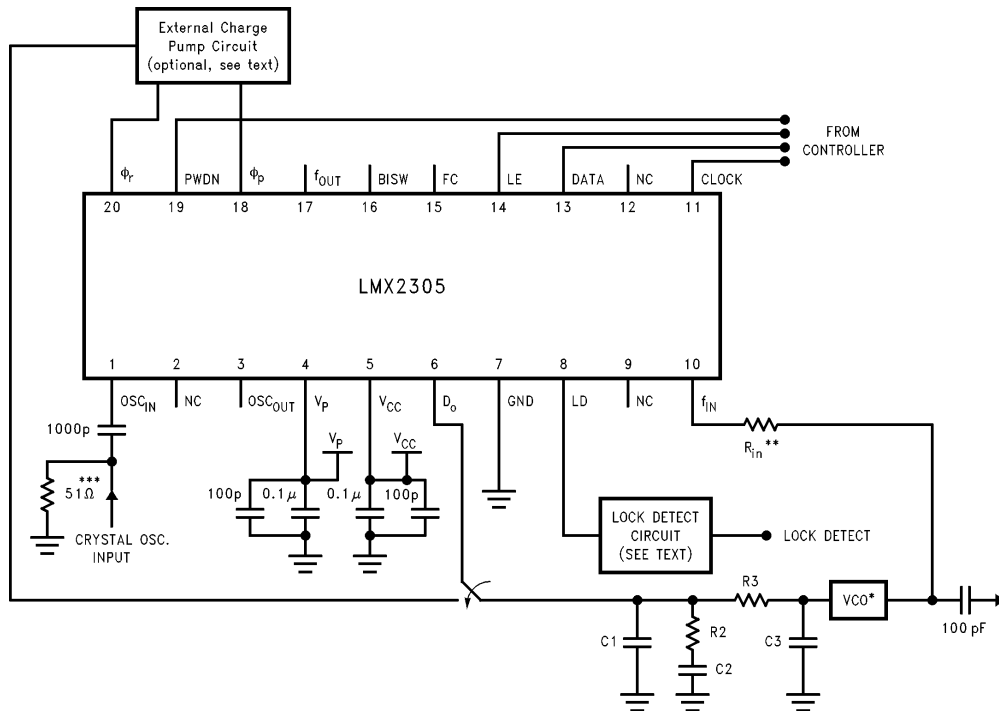 External Charge
Pump Circuit
(optional, see text)
FROM
CONTROLLER
ϕr PWDN ϕp fOUT BISW FC LE DATA NC CLOCK
20 19 18 17 16 15 14 13 12 11
LMX2305
1 2 3 4 5 6 7 8 9 10
OSCIN NC OSCOUT VP VCC Do GND LD NC fIN
1000p
VP
VCC
Rin**
51Ω***
100p 0.1μ 0.1μ 100p
CRYSTAL OSC.
INPUT
LOCK DETECT
CIRCUIT
(SEE TEXT)
LOCK DETECT
R3
VCO*
100 pF
C1
R2
C2
C3